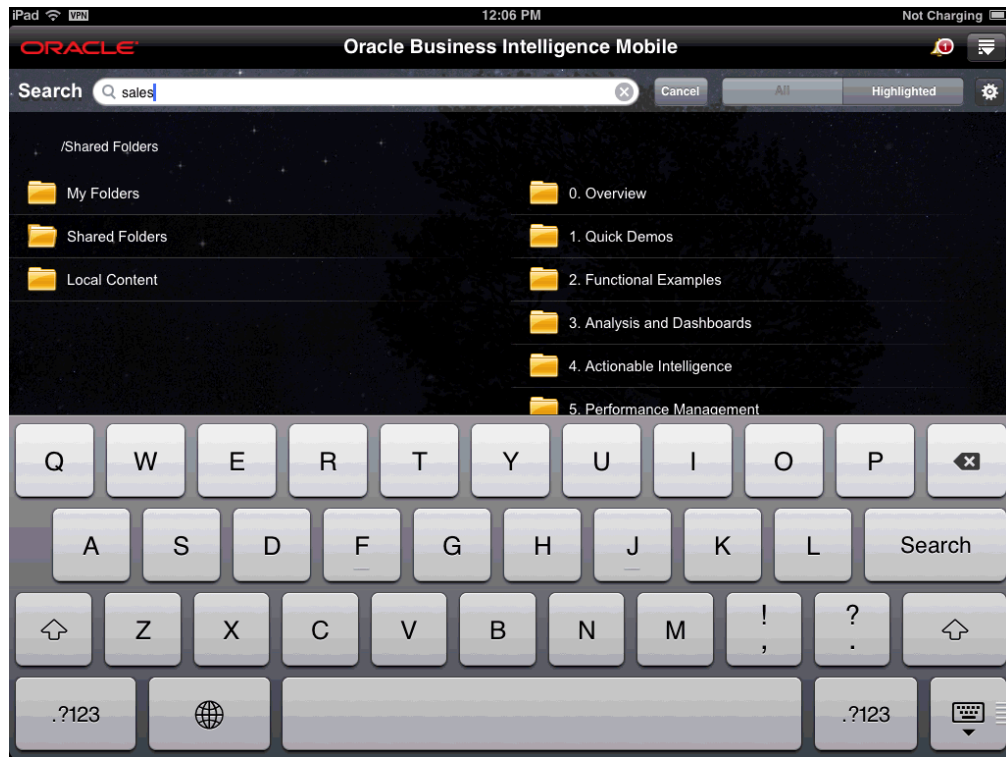 iPad VPN 12:06 PM Not Charging
ORACLE Oracle Business Intelligence Mobile 1
Search sales Cancel All Highlighted
/Shared Folders
My Folders
Shared Folders
Local Content
0. Overview
1. Quick Demos
2. Functional Examples
3. Analysis and Dashboards
4. Actionable Intelligence
5. Performance Management
Q W E R T Y U I O P
A S D F G H J K L Search
Z X C V B N M ! , ? .
.?123 .?123